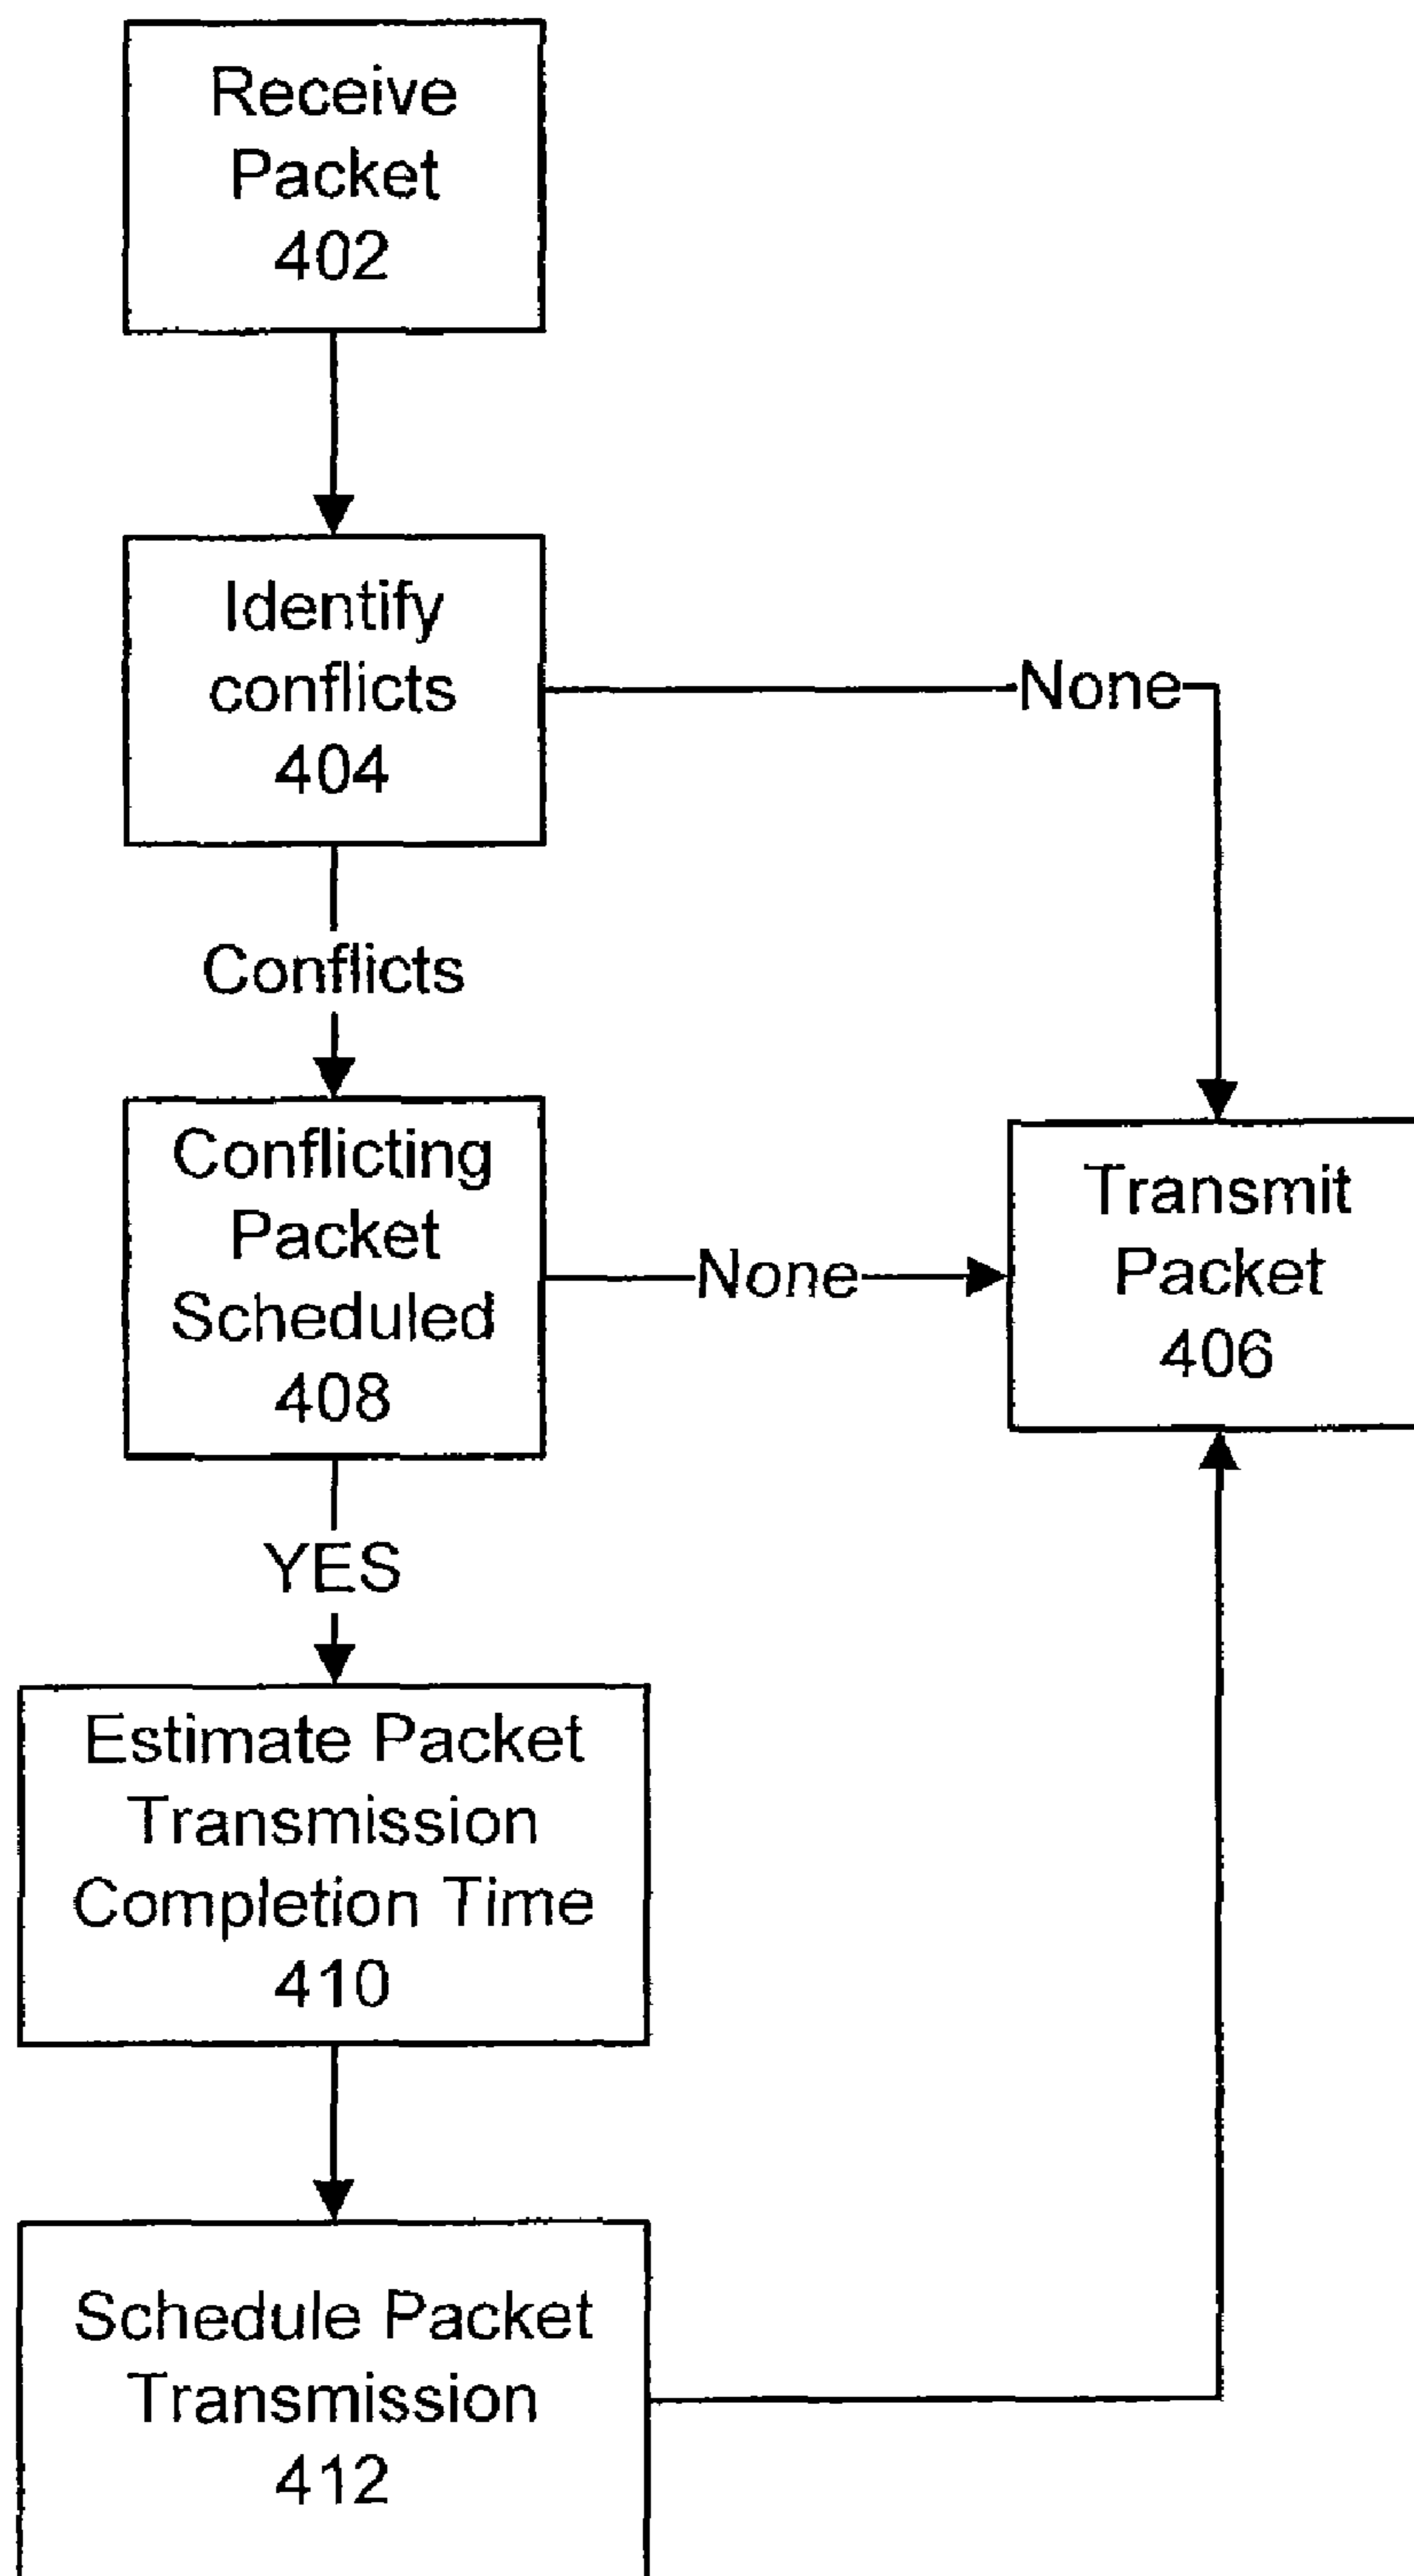 Receive
Packet
402
Identify
conflicts
404
None
Conflicts
Conflicting
Packet
Scheduled
408
None
Transmit
Packet
406
YES
Estimate Packet
Transmission
Completion Time
410
Schedule Packet
Transmission
412